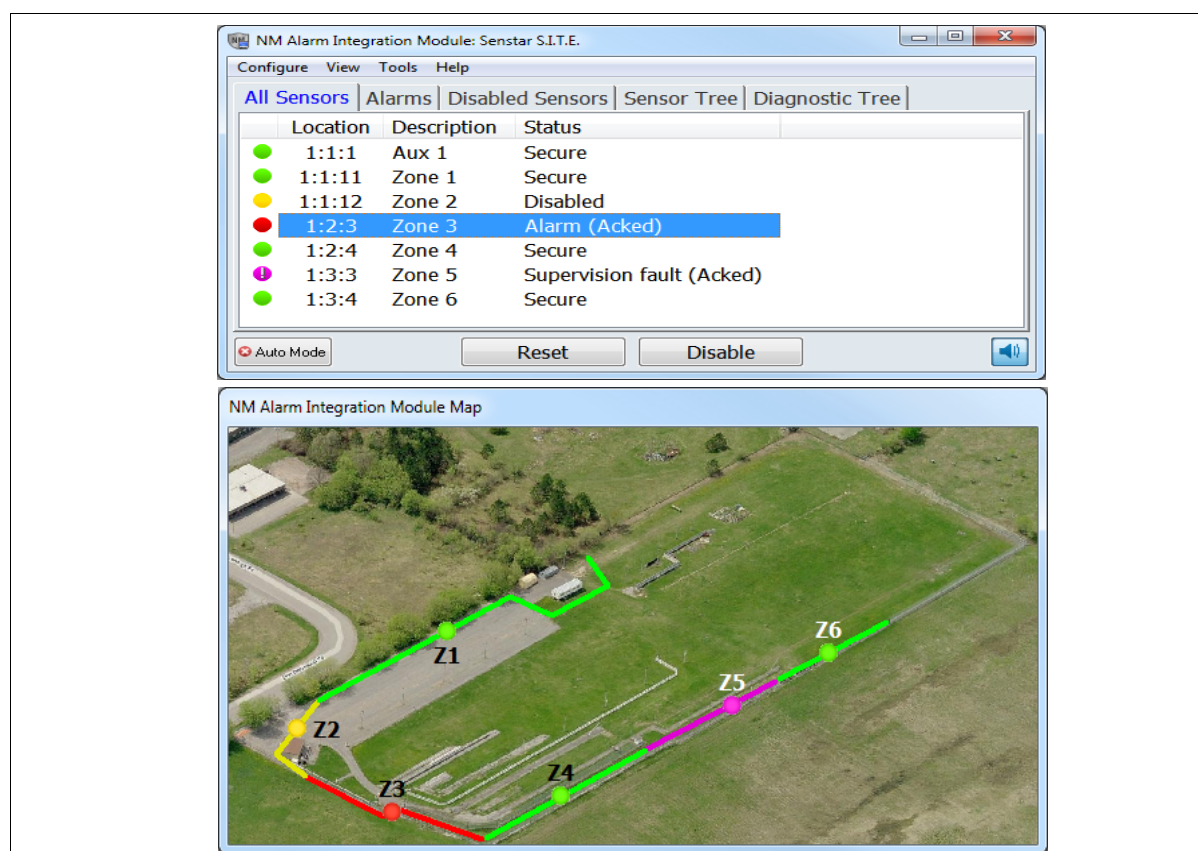 NM Alarm Integration Module: Senstar S.I.T.E.
Configure View Tools Help
All Sensors Alarms Disabled Sensors Sensor Tree Diagnostic Tree
Location Description Status
1:1:1 Aux 1 Secure
1:1:11 Zone 1 Secure
1:1:12 Zone 2 Disabled
1:2:3 Zone 3 Alarm (Acked)
1:2:4 Zone 4 Secure
1:3:3 Zone 5 Supervision fault (Acked)
1:3:4 Zone 6 Secure
Auto Mode Reset Disable
NM Alarm Integration Module Map
Z6
Z1
Z5
Z2
Z4
Z3